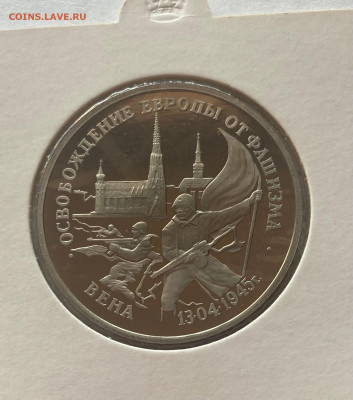 COINS.LAVE.RU
· ОСВОБОЖДЕНИЕ ЕВРОПЫ ОТ ФАШИЗМА ·
ВЕНА
13·04·1945г.